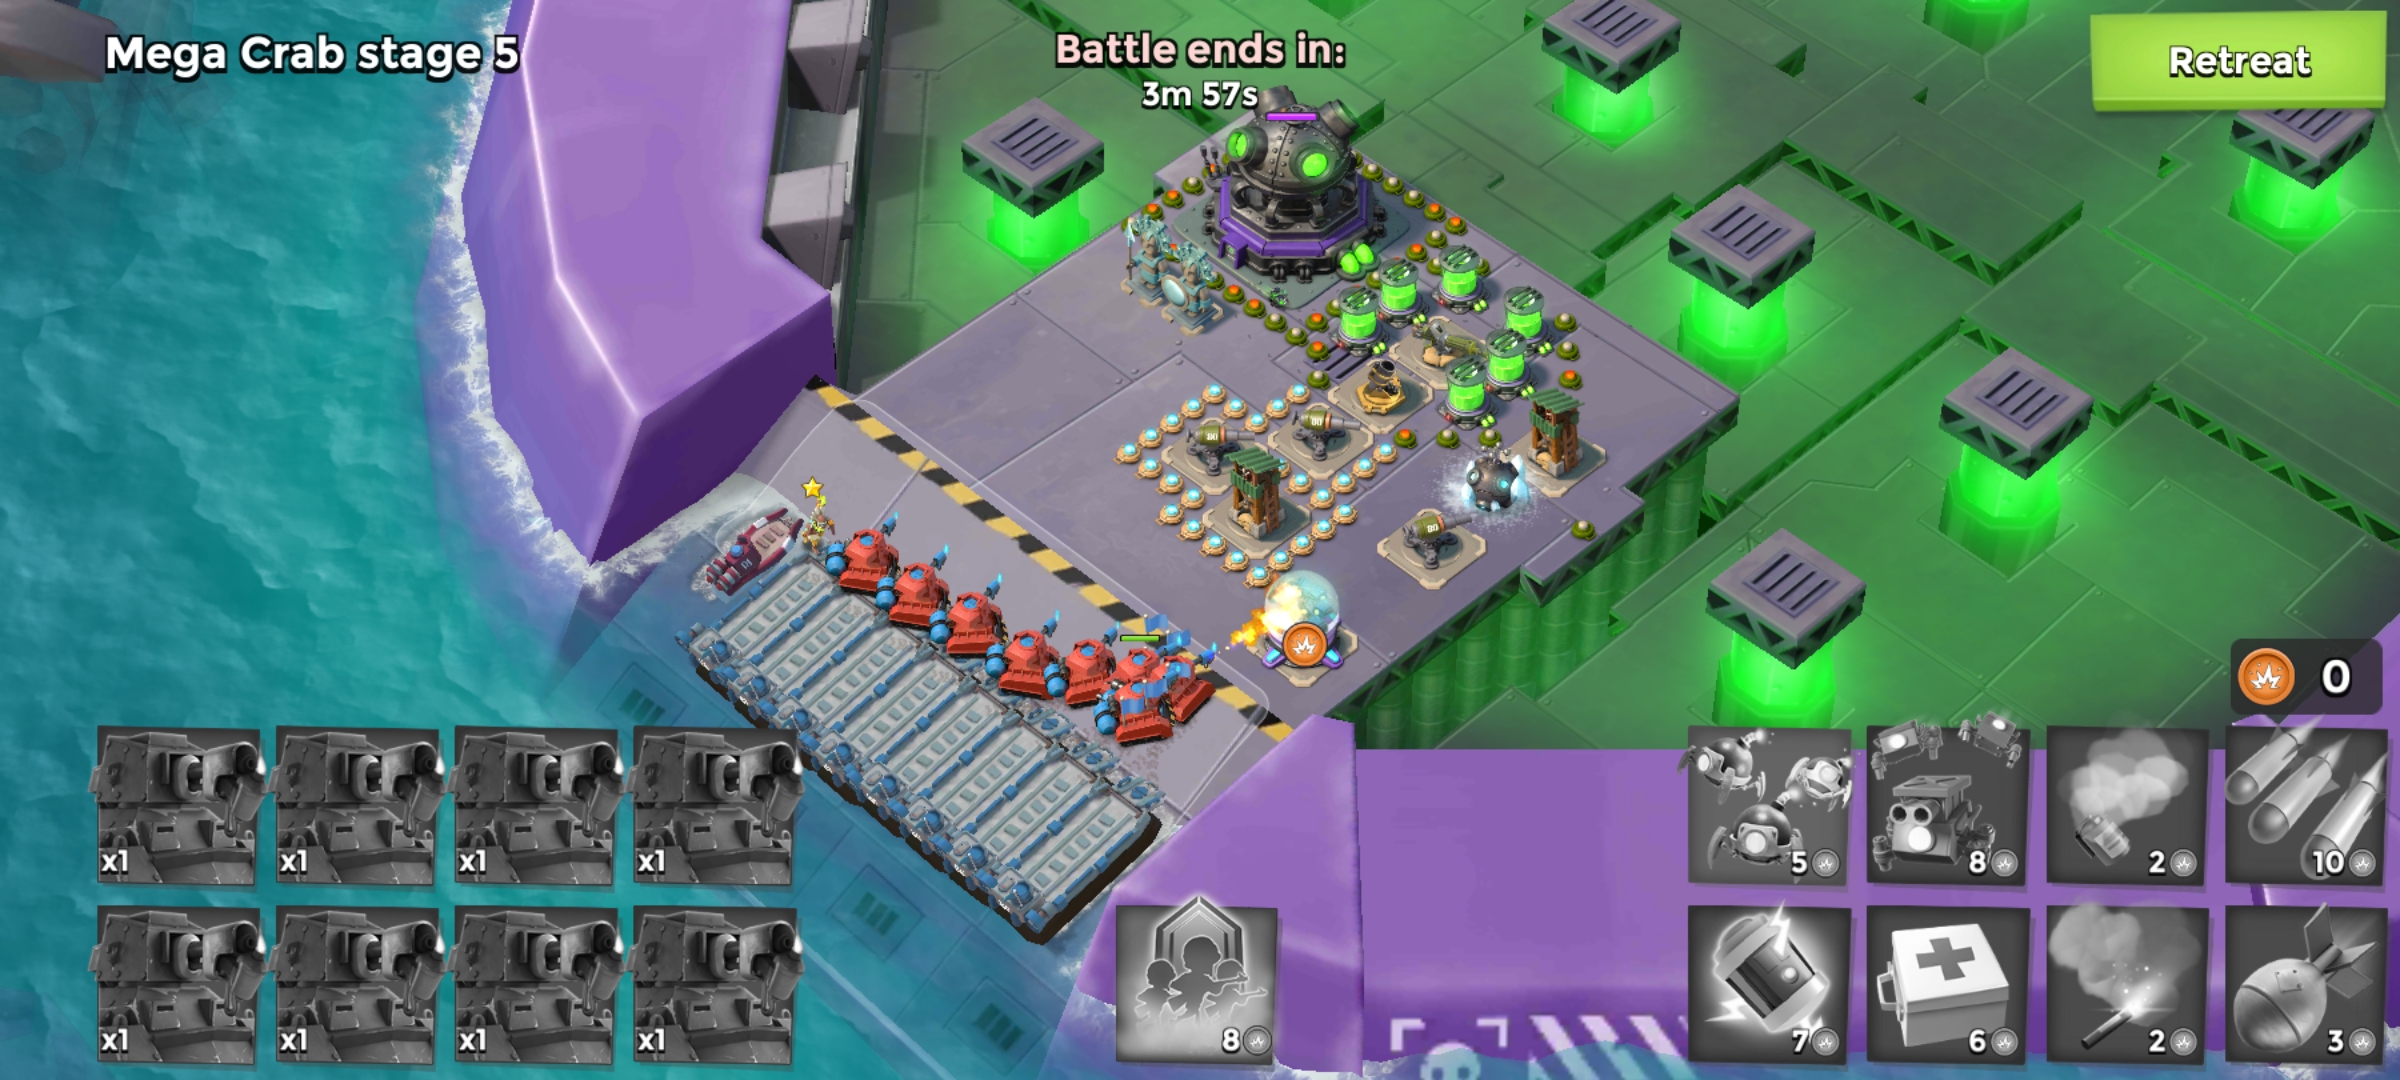 Mega Crab stage 5
Battle ends in:
3m 57s
Retreat
0
x1
x1
x1
x1
5
8
2
10
x1
x1
x1
x1
8
7
6
2
3